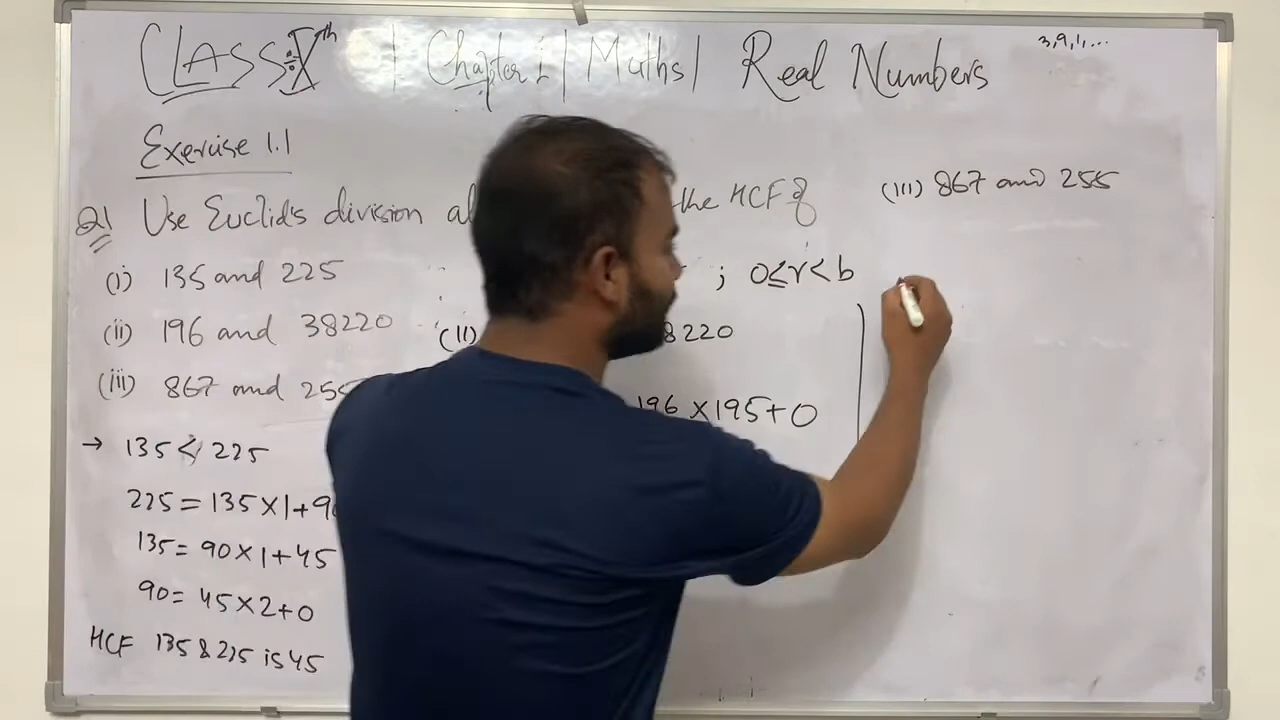 CLASS Xth | Chapter 1 | Maths | Real Numbers
3,9,1,...
Exercise 1.1
Q1 Use Euclid's division al the HCF of
(i) 135 and 225
(ii) 196 and 38220
(iii) 867 and 255
→ 135 < 225
225 = 135 × 1 + 90
135 = 90 × 1 + 45
90 = 45 × 2 + 0
HCF 135 & 225 is 45
; 0 ≤ r < b
(ii) 8220
196 × 195 + 0
(III) 867 and 255